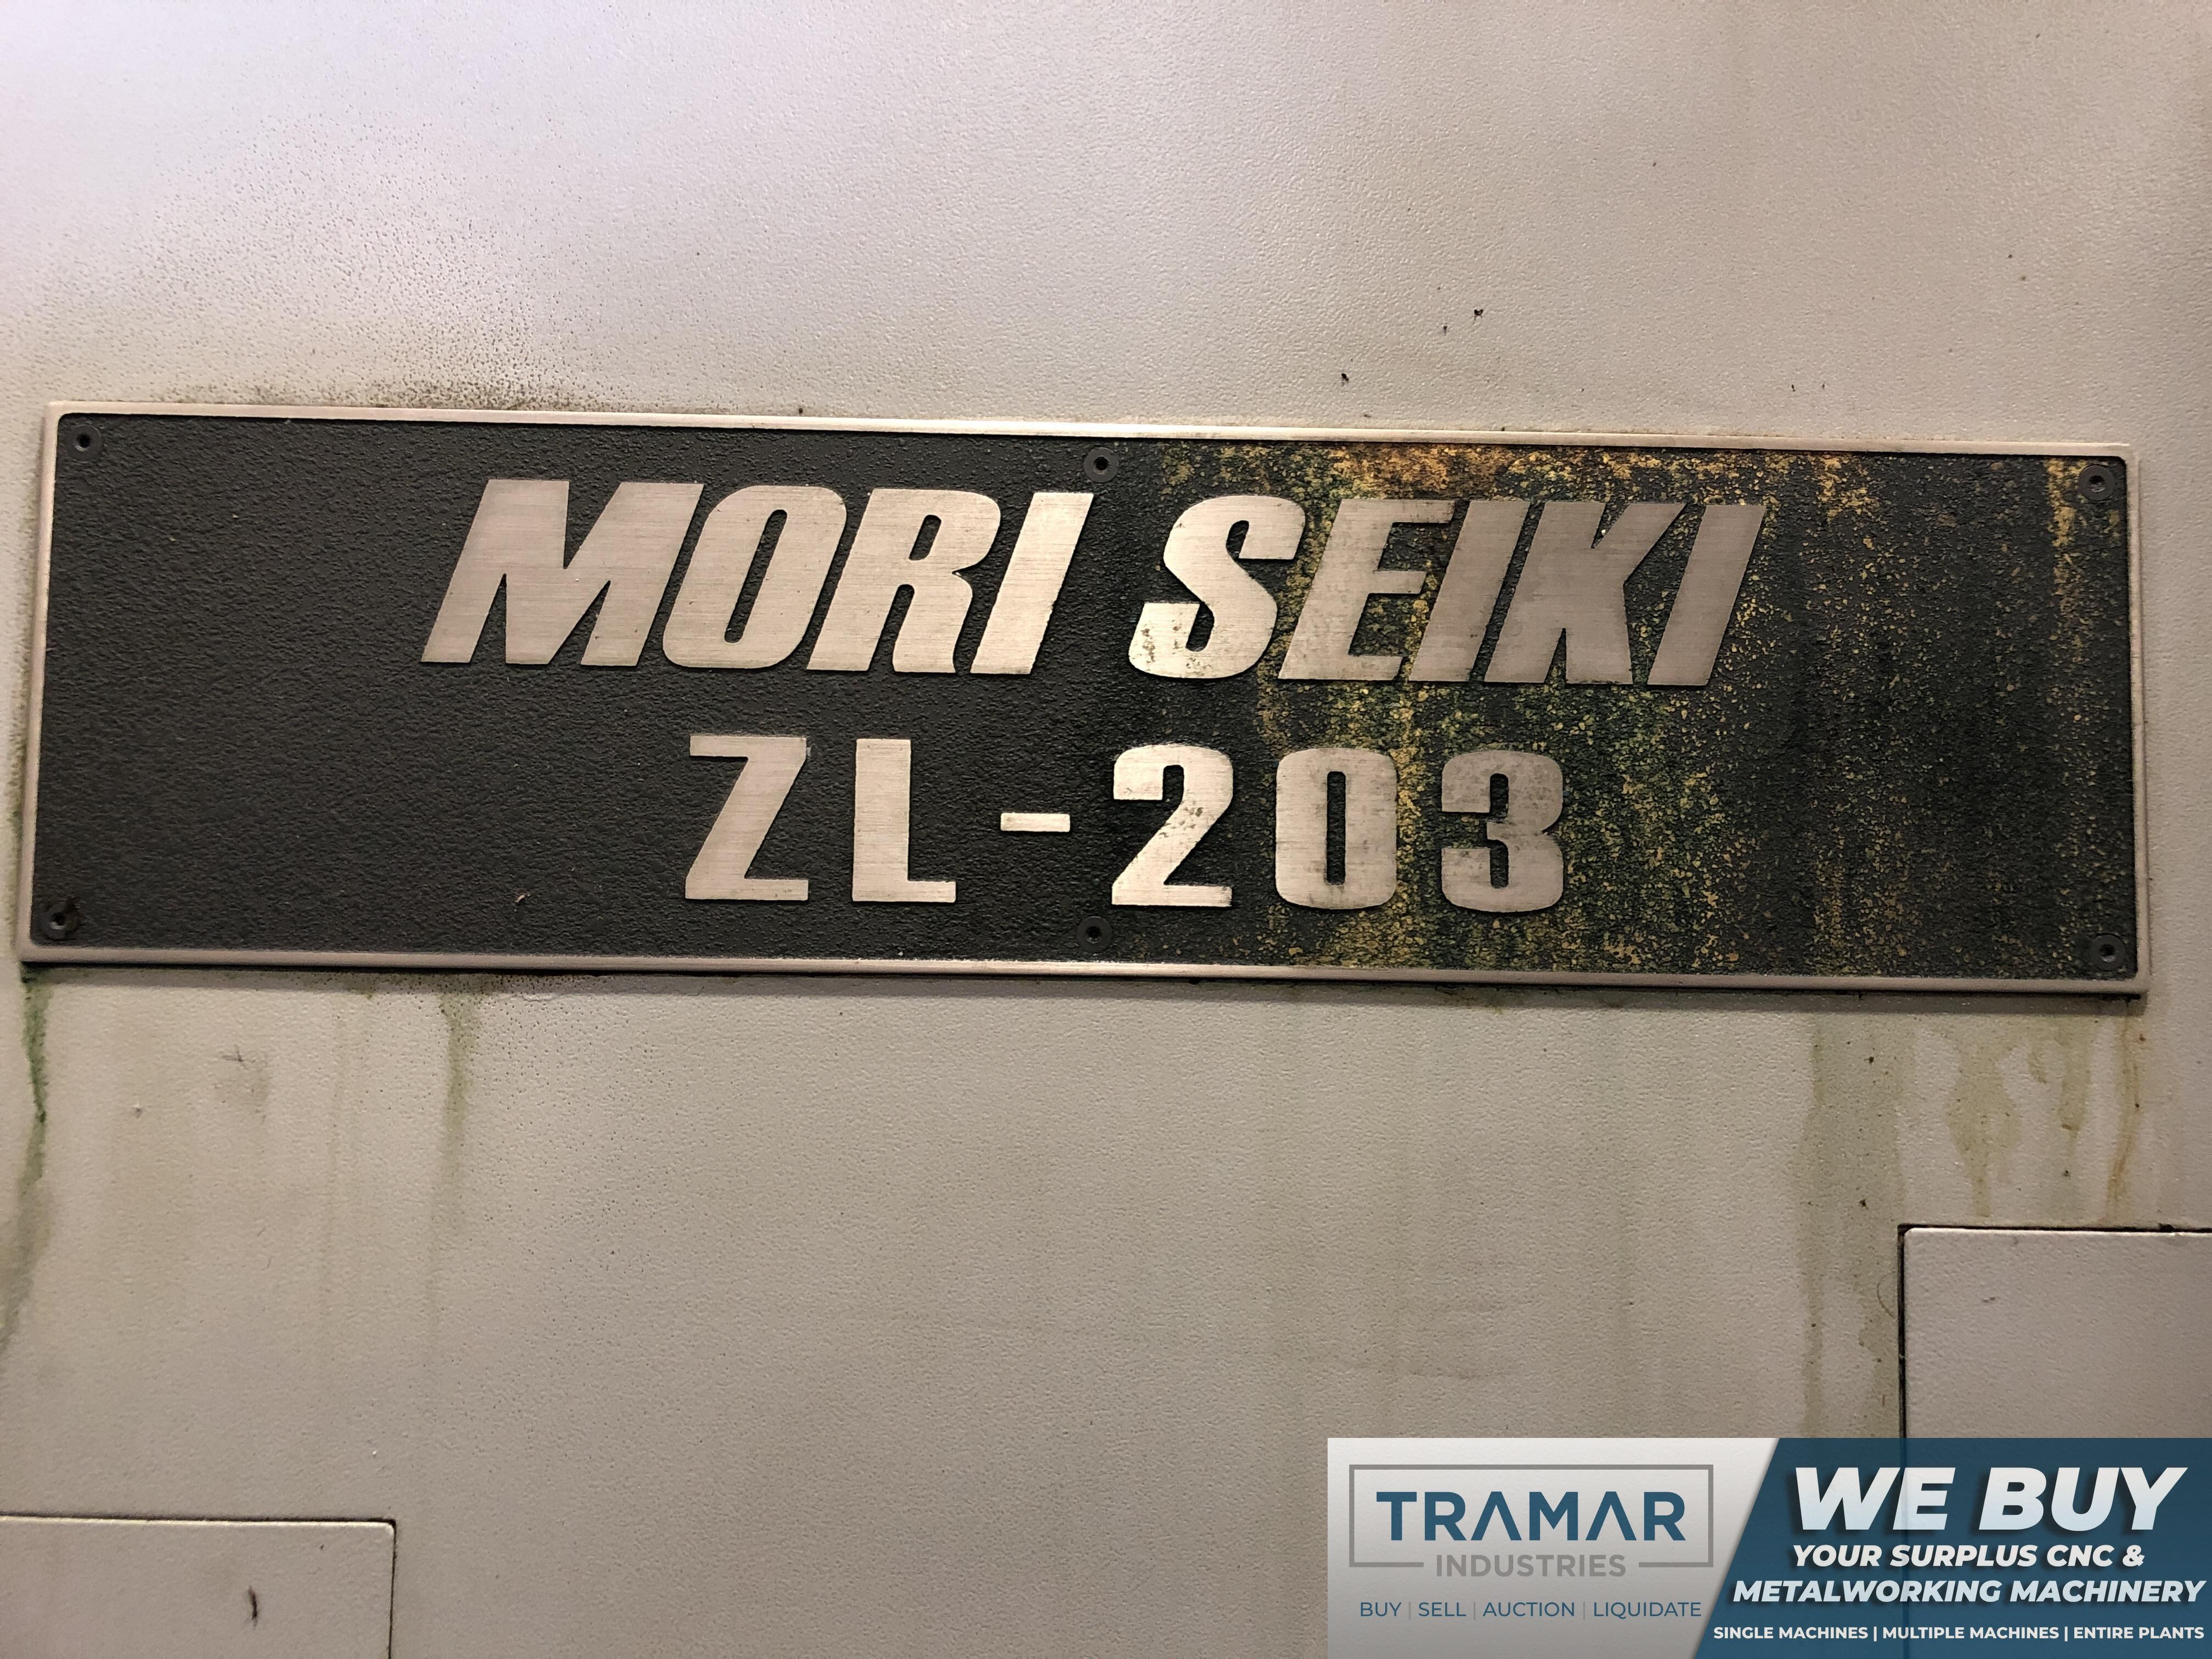 MORI SEIKI
ZL-203
TRAMAR
INDUSTRIES
BUY | SELL | AUCTION | LIQUIDATE
WE BUY
YOUR SURPLUS CNC &
METALWORKING MACHINERY
SINGLE MACHINES | MULTIPLE MACHINES | ENTIRE PLANTS